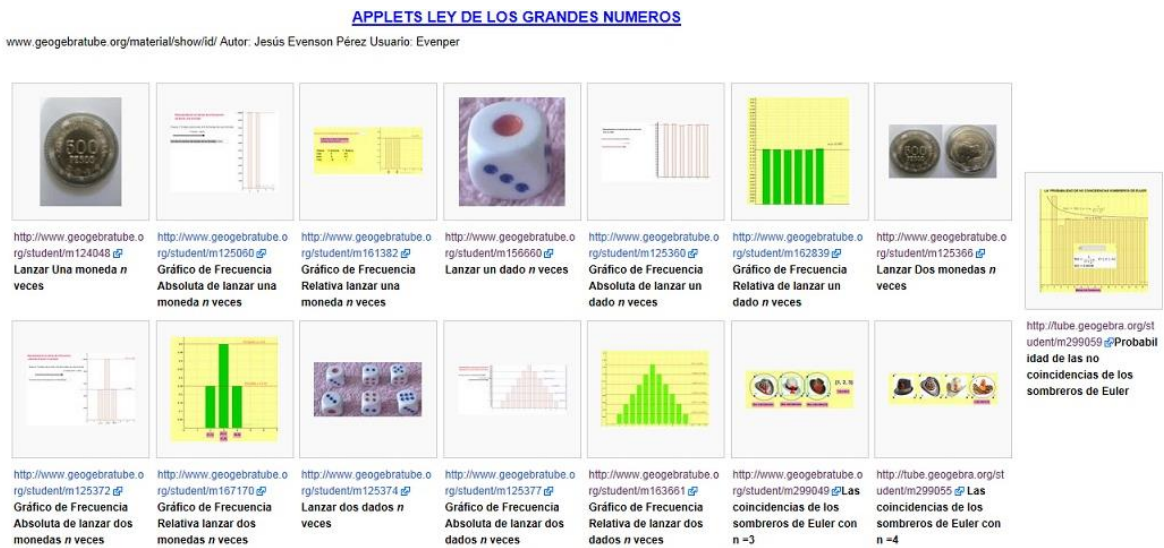 APPLETS LEY DE LOS GRANDES NUMEROS
www.geogebratube.org/material/show/id/ Autor: Jesús Evenson Pérez Usuario: Evenper
http://www.geogebratube.o
rg/student/m124048
Lanzar Una moneda n
veces
http://www.geogebratube.o
rg/student/m125060
Gráfico de Frecuencia
Absoluta de lanzar una
moneda n veces
http://www.geogebratube.o
rg/student/m161382
Gráfico de Frecuencia
Relativa lanzar una
moneda n veces
http://www.geogebratube.o
rg/student/m156660
Lanzar un dado n veces
http://www.geogebratube.o
rg/student/m125360
Gráfico de Frecuencia
Absoluta de lanzar un
dado n veces
http://www.geogebratube.o
rg/student/m162839
Gráfico de Frecuencia
Relativa de lanzar un
dado n veces
500
PESOS
http://www.geogebratube.o
rg/student/m125366
Lanzar Dos monedas n
veces
http://tube.geogebra.org/st
udent/m299059 Probabil
idad de las no
coincidencias de los
sombreros de Euler
http://www.geogebratube.o
rg/student/m125372
Gráfico de Frecuencia
Absoluta de lanzar dos
monedas n veces
http://www.geogebratube.o
rg/student/m167170
Gráfico de Frecuencia
Relativa lanzar dos
monedas n veces
http://www.geogebratube.o
rg/student/m125374
Lanzar dos dados n
veces
http://www.geogebratube.o
rg/student/m125377
Gráfico de Frecuencia
Absoluta de lanzar dos
dados n veces
http://www.geogebratube.o
rg/student/m163661
Gráfico de Frecuencia
Relativa de lanzar dos
dados n veces
http://www.geogebratube.o
rg/student/m299049 Las
coincidencias de los
sombreros de Euler con
n =3
http://tube.geogebra.org/st
udent/m299055 Las
coincidencias de los
sombreros de Euler con
n =4